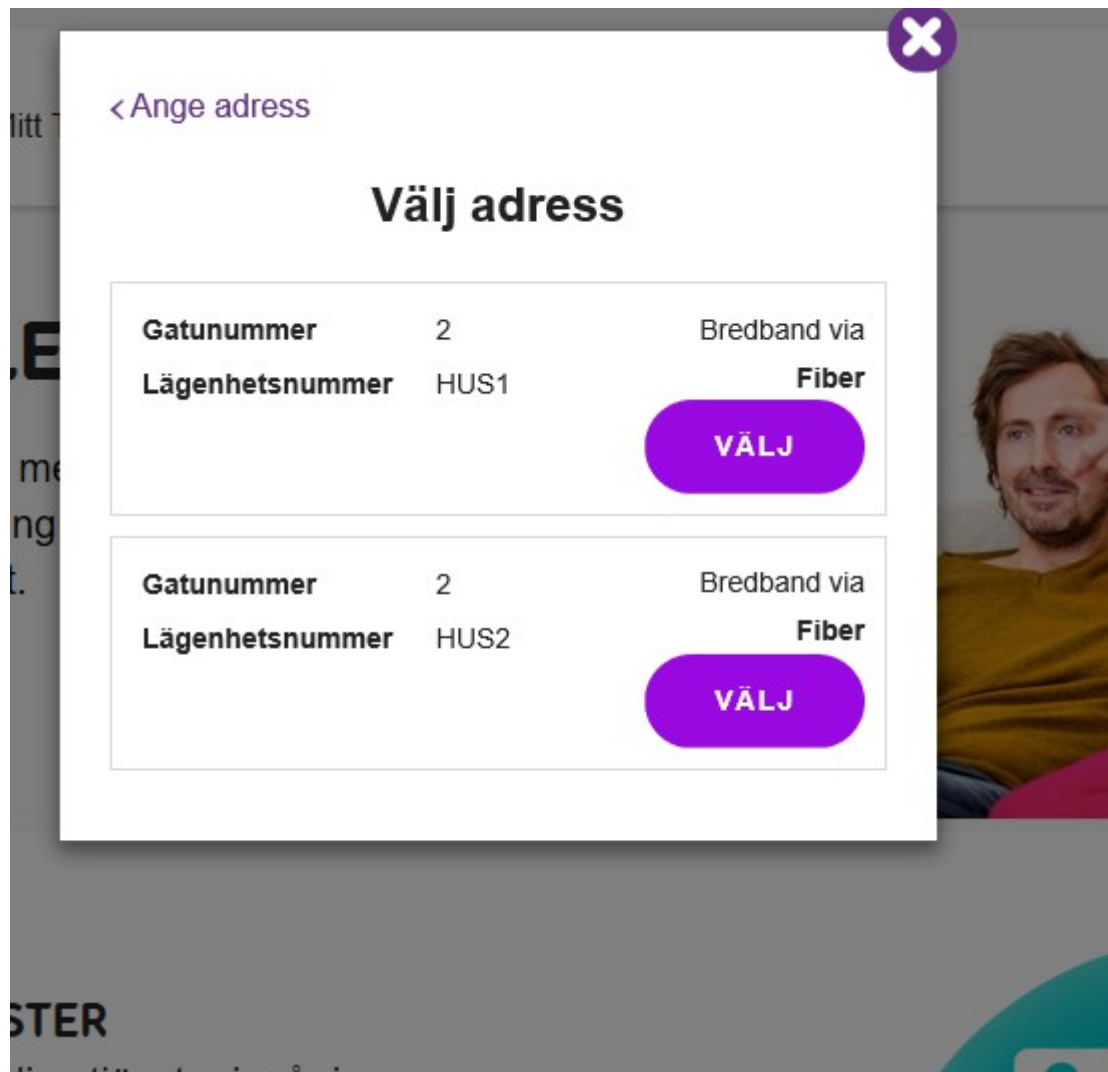 < Ange adress
Välj adress
Gatunummer 2 Bredband via
Lägenhetsnummer HUS1 Fiber
VÄLJ
Gatunummer 2 Bredband via
Lägenhetsnummer HUS2 Fiber
VÄLJ